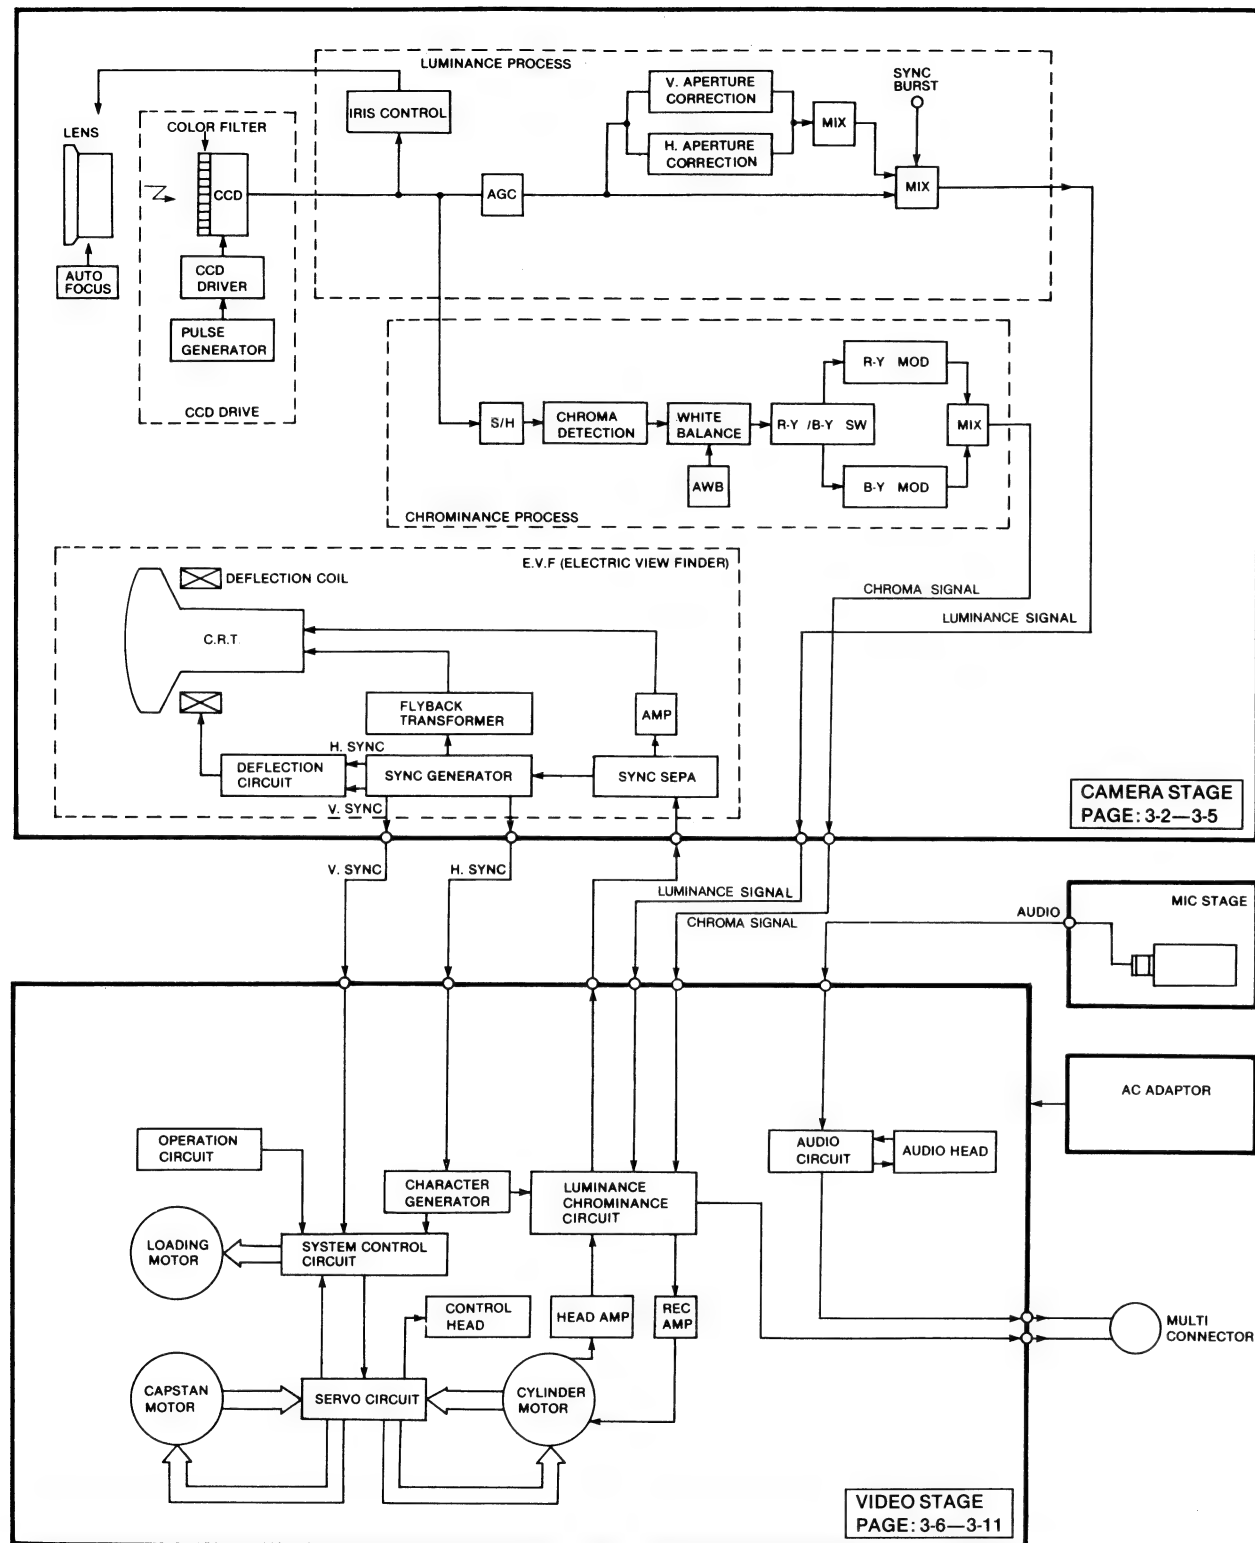 LUMINANCE PROCESS
SYNC
BURST
V. APERTURE
CORRECTION
IRIS CONTROL
MIX
COLOR FILTER
LENS
H. APERTURE
CORRECTION
CCD
AGC
MIX
AUTO
FOCUS
CCD
DRIVER
PULSE
GENERATOR
CCD DRIVE
R-Y MOD
S/H
CHROMA
DETECTION
WHITE
BALANCE
R-Y /B-Y SW
MIX
AWB
B-Y MOD
CHROMINANCE PROCESS
E.V.F (ELECTRIC VIEW FINDER)
DEFLECTION COIL
CHROMA SIGNAL
LUMINANCE SIGNAL
C.R.T.
FLYBACK
TRANSFORMER
AMP
H. SYNC
DEFLECTION
CIRCUIT
SYNC GENERATOR
SYNC SEPA
V. SYNC
CAMERA STAGE
PAGE: 3-2—3-5
V. SYNC
H. SYNC
LUMINANCE SIGNAL
CHROMA SIGNAL
AUDIO
MIC STAGE
AC ADAPTOR
OPERATION
CIRCUIT
AUDIO
CIRCUIT
AUDIO HEAD
CHARACTER
GENERATOR
LUMINANCE
CHROMINANCE
CIRCUIT
LOADING
MOTOR
SYSTEM CONTROL
CIRCUIT
CONTROL
HEAD
HEAD AMP
REC
AMP
MULTI
CONNECTOR
CAPSTAN
MOTOR
SERVO CIRCUIT
CYLINDER
MOTOR
VIDEO STAGE
PAGE: 3-6—3-11